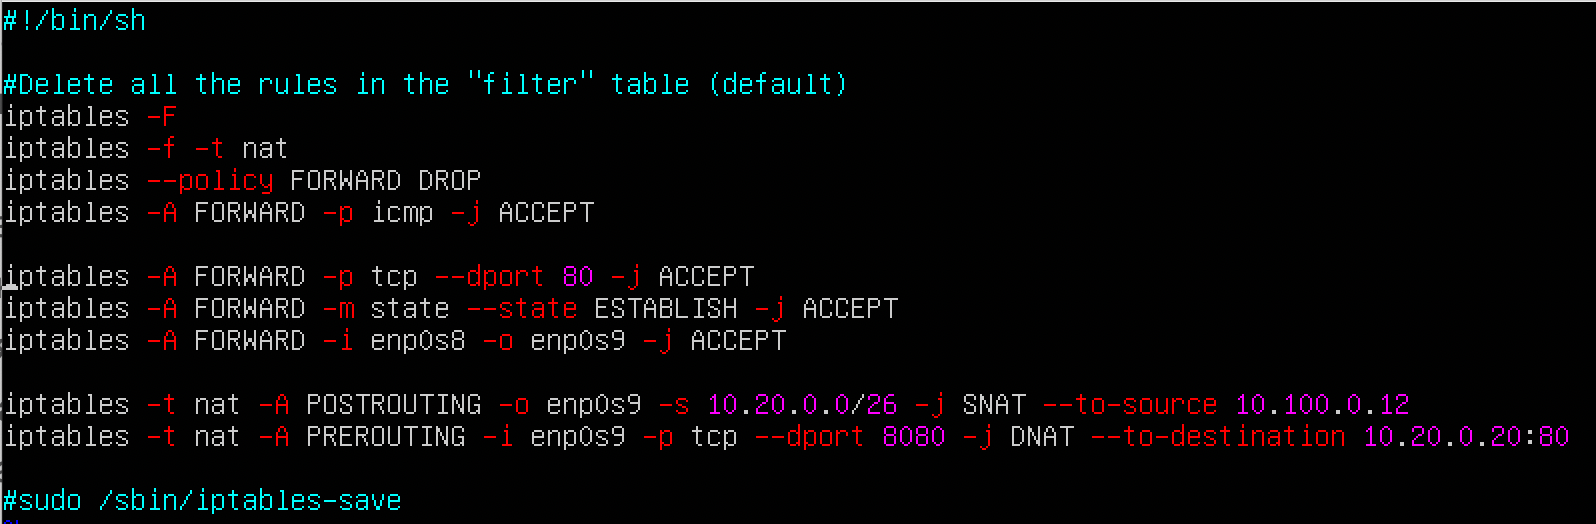 #!/bin/sh
#Delete all the rules in the "filter" table (default)
iptables -F
iptables -f -t nat
iptables --policy FORWARD DROP
iptables -A FORWARD -p icmp -j ACCEPT
iptables -A FORWARD -p tcp --dport 80 -j ACCEPT
iptables -A FORWARD -m state --state ESTABLISH -j ACCEPT
iptables -A FORWARD -i enp0s8 -o enp0s9 -j ACCEPT
iptables -t nat -A POSTROUTING -o enp0s9 -s 10.20.0.0/26 -j SNAT --to-source 10.100.0.12
iptables -t nat -A PREROUTING -i enp0s9 -p tcp --dport 8080 -j DNAT --to-destination 10.20.0.20:80
#sudo /sbin/iptables-save